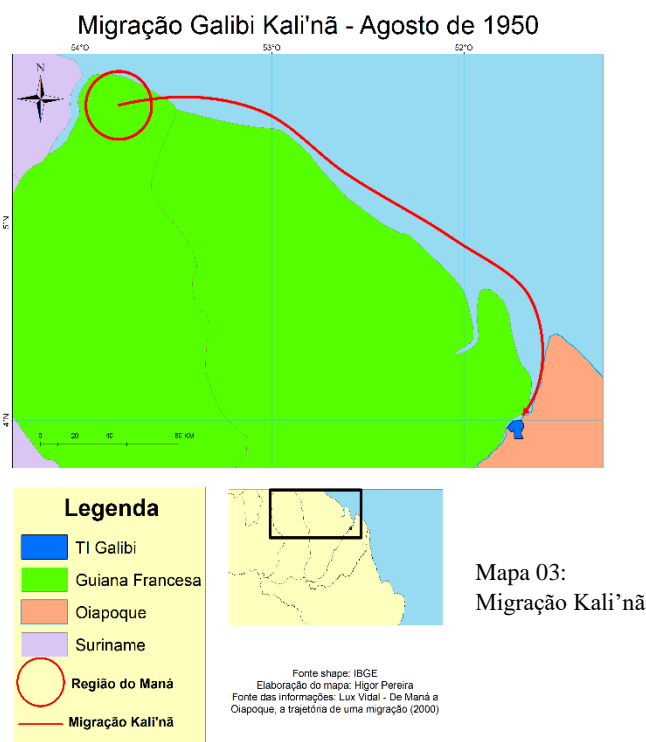 Migração Galibi Kali'nã - Agosto de 1950
54°O 53°O 52°O
N
5°N
4°N
0 20 40 80 KM
Legenda
TI Galibi
Guiana Francesa
Oiapoque
Suriname
Região do Maná
Migração Kali'nã
Fonte shape: IBGE
Elaboração do mapa: Higor Pereira
Fonte das informações: Lux Vidal - De Maná a
Oiapoque, a trajetória de uma migração (2000)
Mapa 03:
Migração Kali’nã